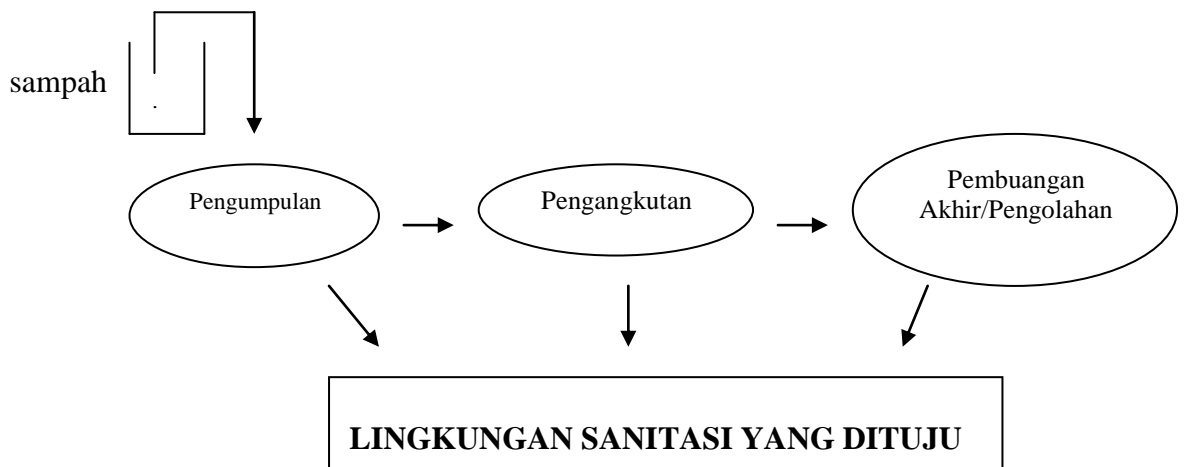 sampah
Pengumpulan
Pengangkutan
Pembuangan
Akhir/Pengolahan
LINGKUNGAN SANITASI YANG DITUJU